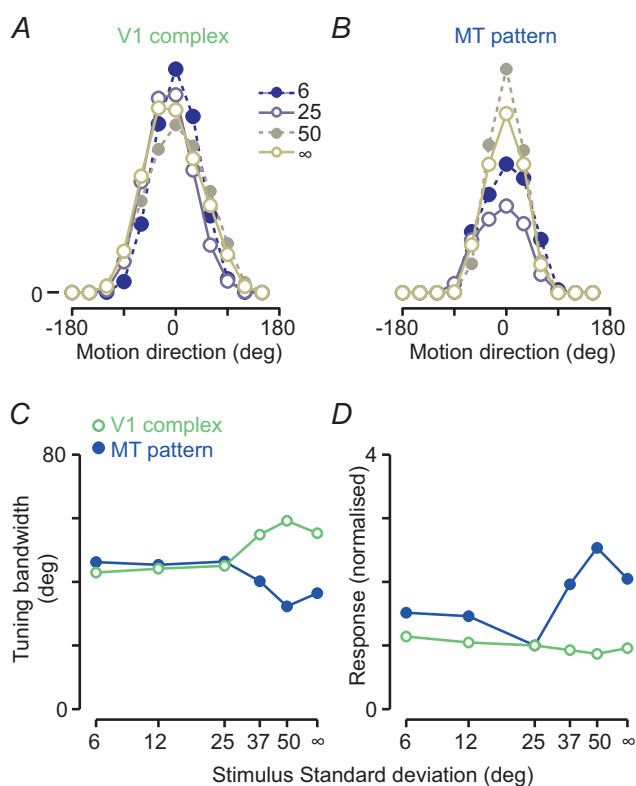 A
V1 complex
B
MT pattern
6
25
50
∞
0
-180
0
180
Motion direction (deg)
-180
0
180
Motion direction (deg)
C
V1 complex
MT pattern
80
Tuning bandwidth
(deg)
0
6
12
25
37
50
∞
D
4
Response (normalised)
0
6
12
25
37
50
∞
Stimulus Standard deviation (deg)